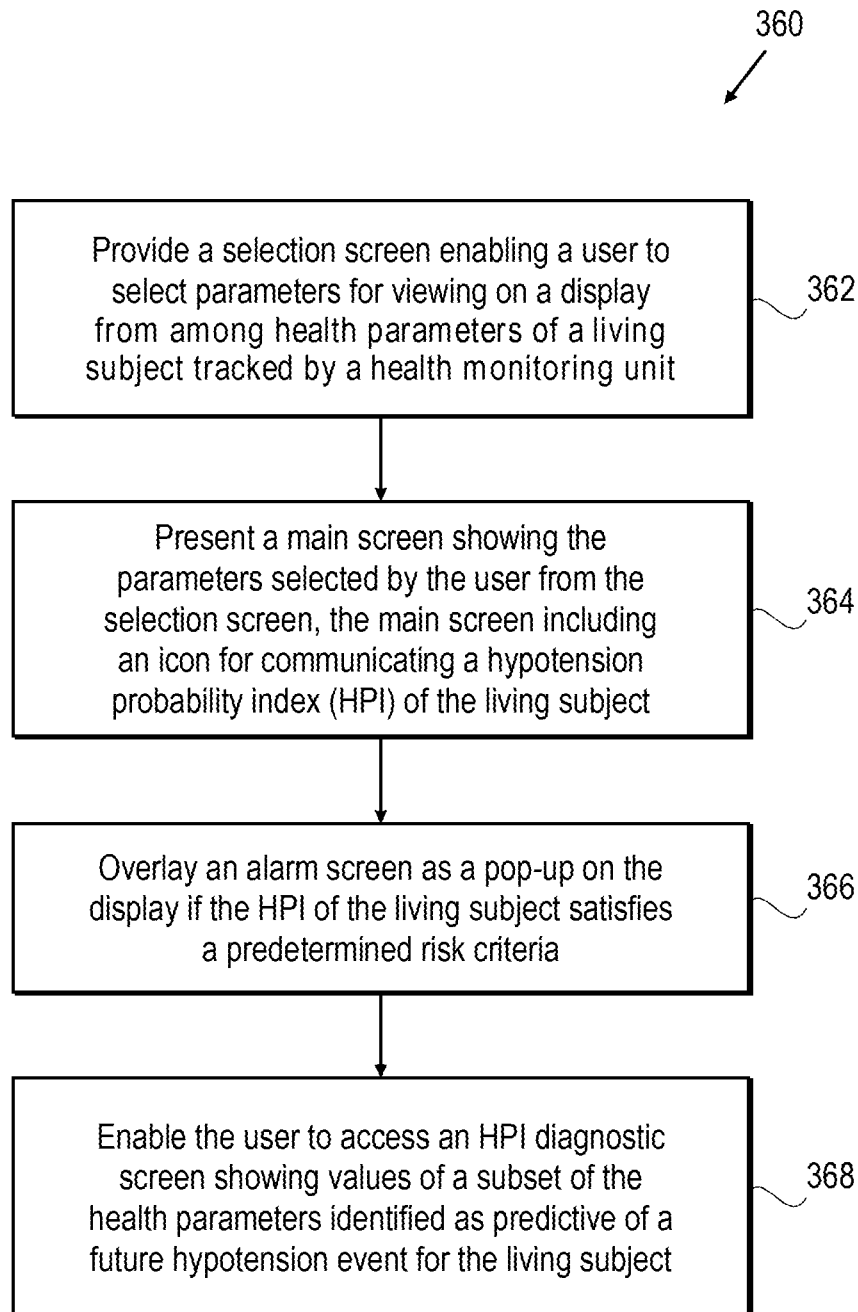 360
Provide a selection screen enabling a user to
select parameters for viewing on a display
from among health parameters of a living
subject tracked by a health monitoring unit
362
Present a main screen showing the
parameters selected by the user from the
selection screen, the main screen including
an icon for communicating a hypotension
probability index (HPI) of the living subject
364
Overlay an alarm screen as a pop-up on the
display if the HPI of the living subject satisfies
a predetermined risk criteria
366
Enable the user to access an HPI diagnostic
screen showing values of a subset of the
health parameters identified as predictive of a
future hypotension event for the living subject
368